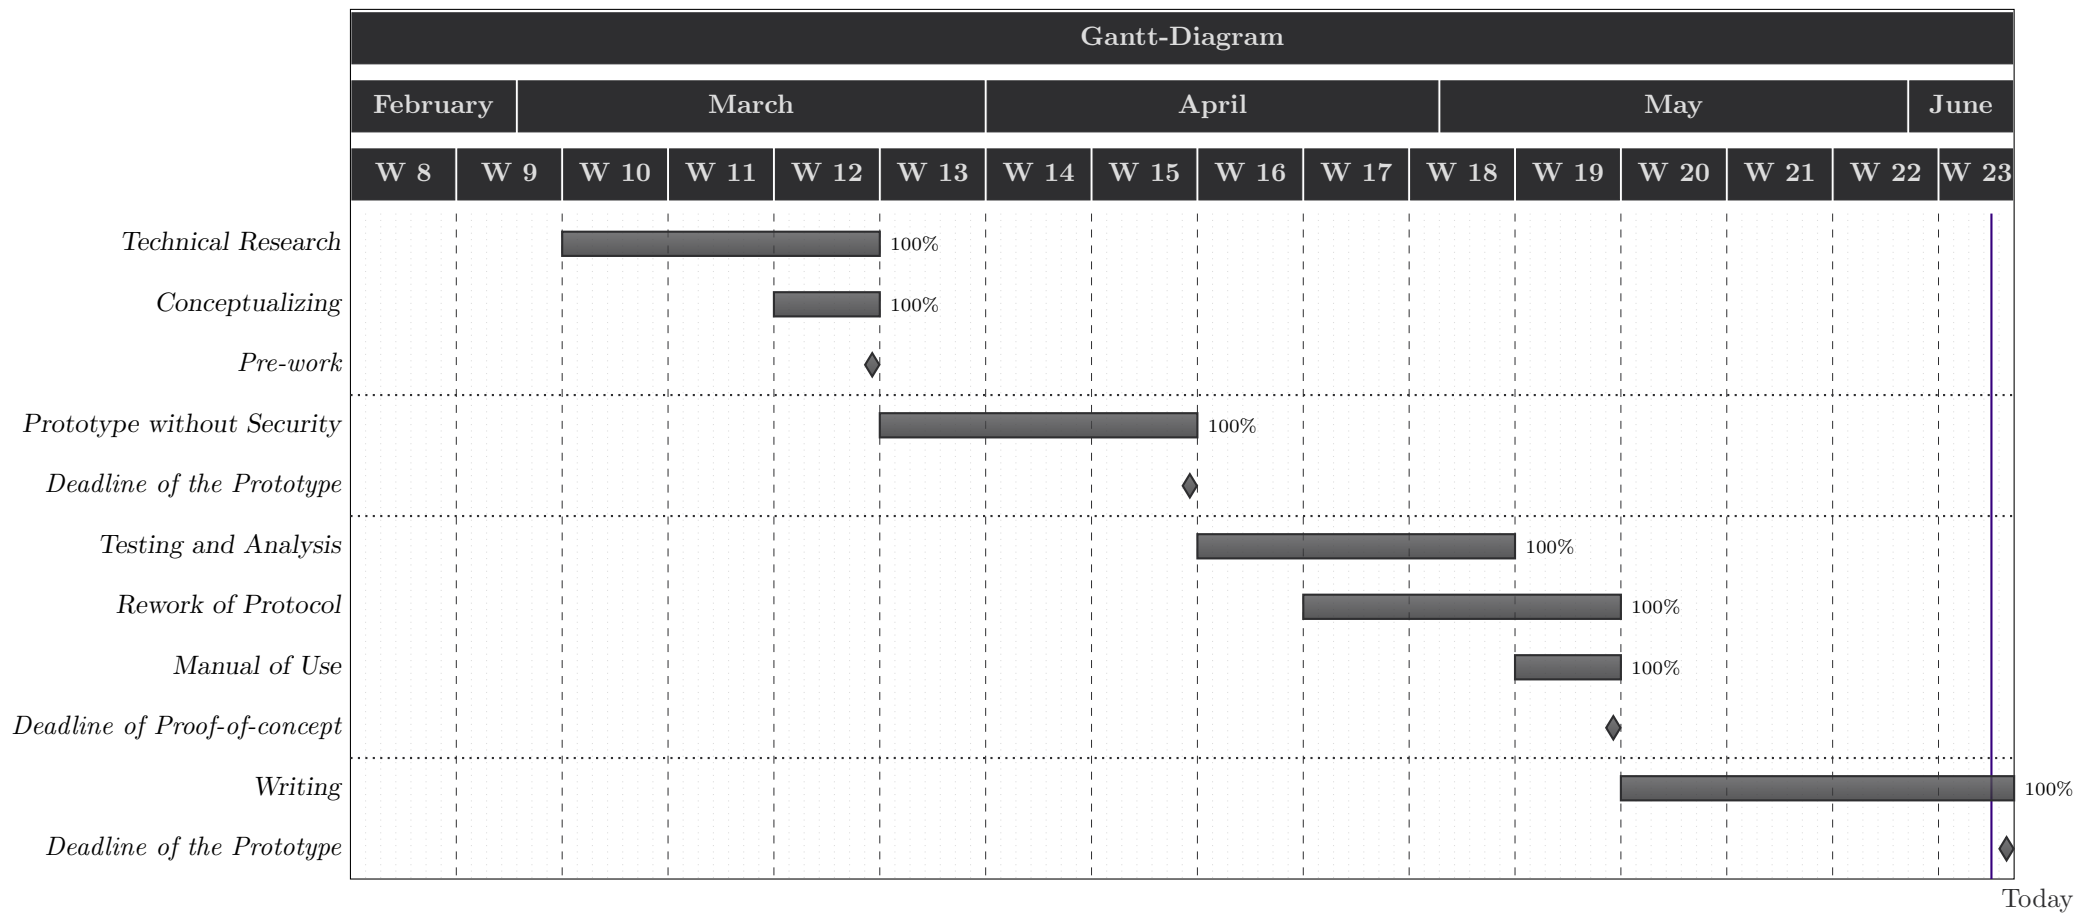 Gantt-Diagram
February March April May June
W 8 W 9 W 10 W 11 W 12 W 13 W 14 W 15 W 16 W 17 W 18 W 19 W 20 W 21 W 22 W 23
Technical Research 100%
Conceptualizing 100%
Pre-work
Prototype without Security 100%
Deadline of the Prototype
Testing and Analysis 100%
Rework of Protocol 100%
Manual of Use 100%
Deadline of Proof-of-concept
Writing 100%
Deadline of the Prototype
Today